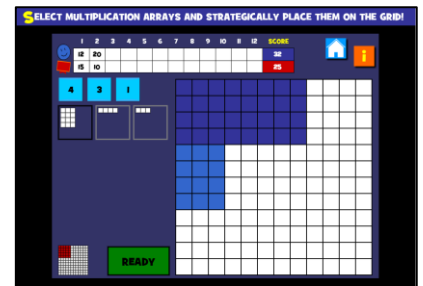 SELECT MULTIPLICATION ARRAYS AND STRATEGICALLY PLACE THEM ON THE GRID!
1 2 3 4 5 6 7 8 9 10 11 12 SCORE
12 20 32
15 10 25
4 3 1
i
READY